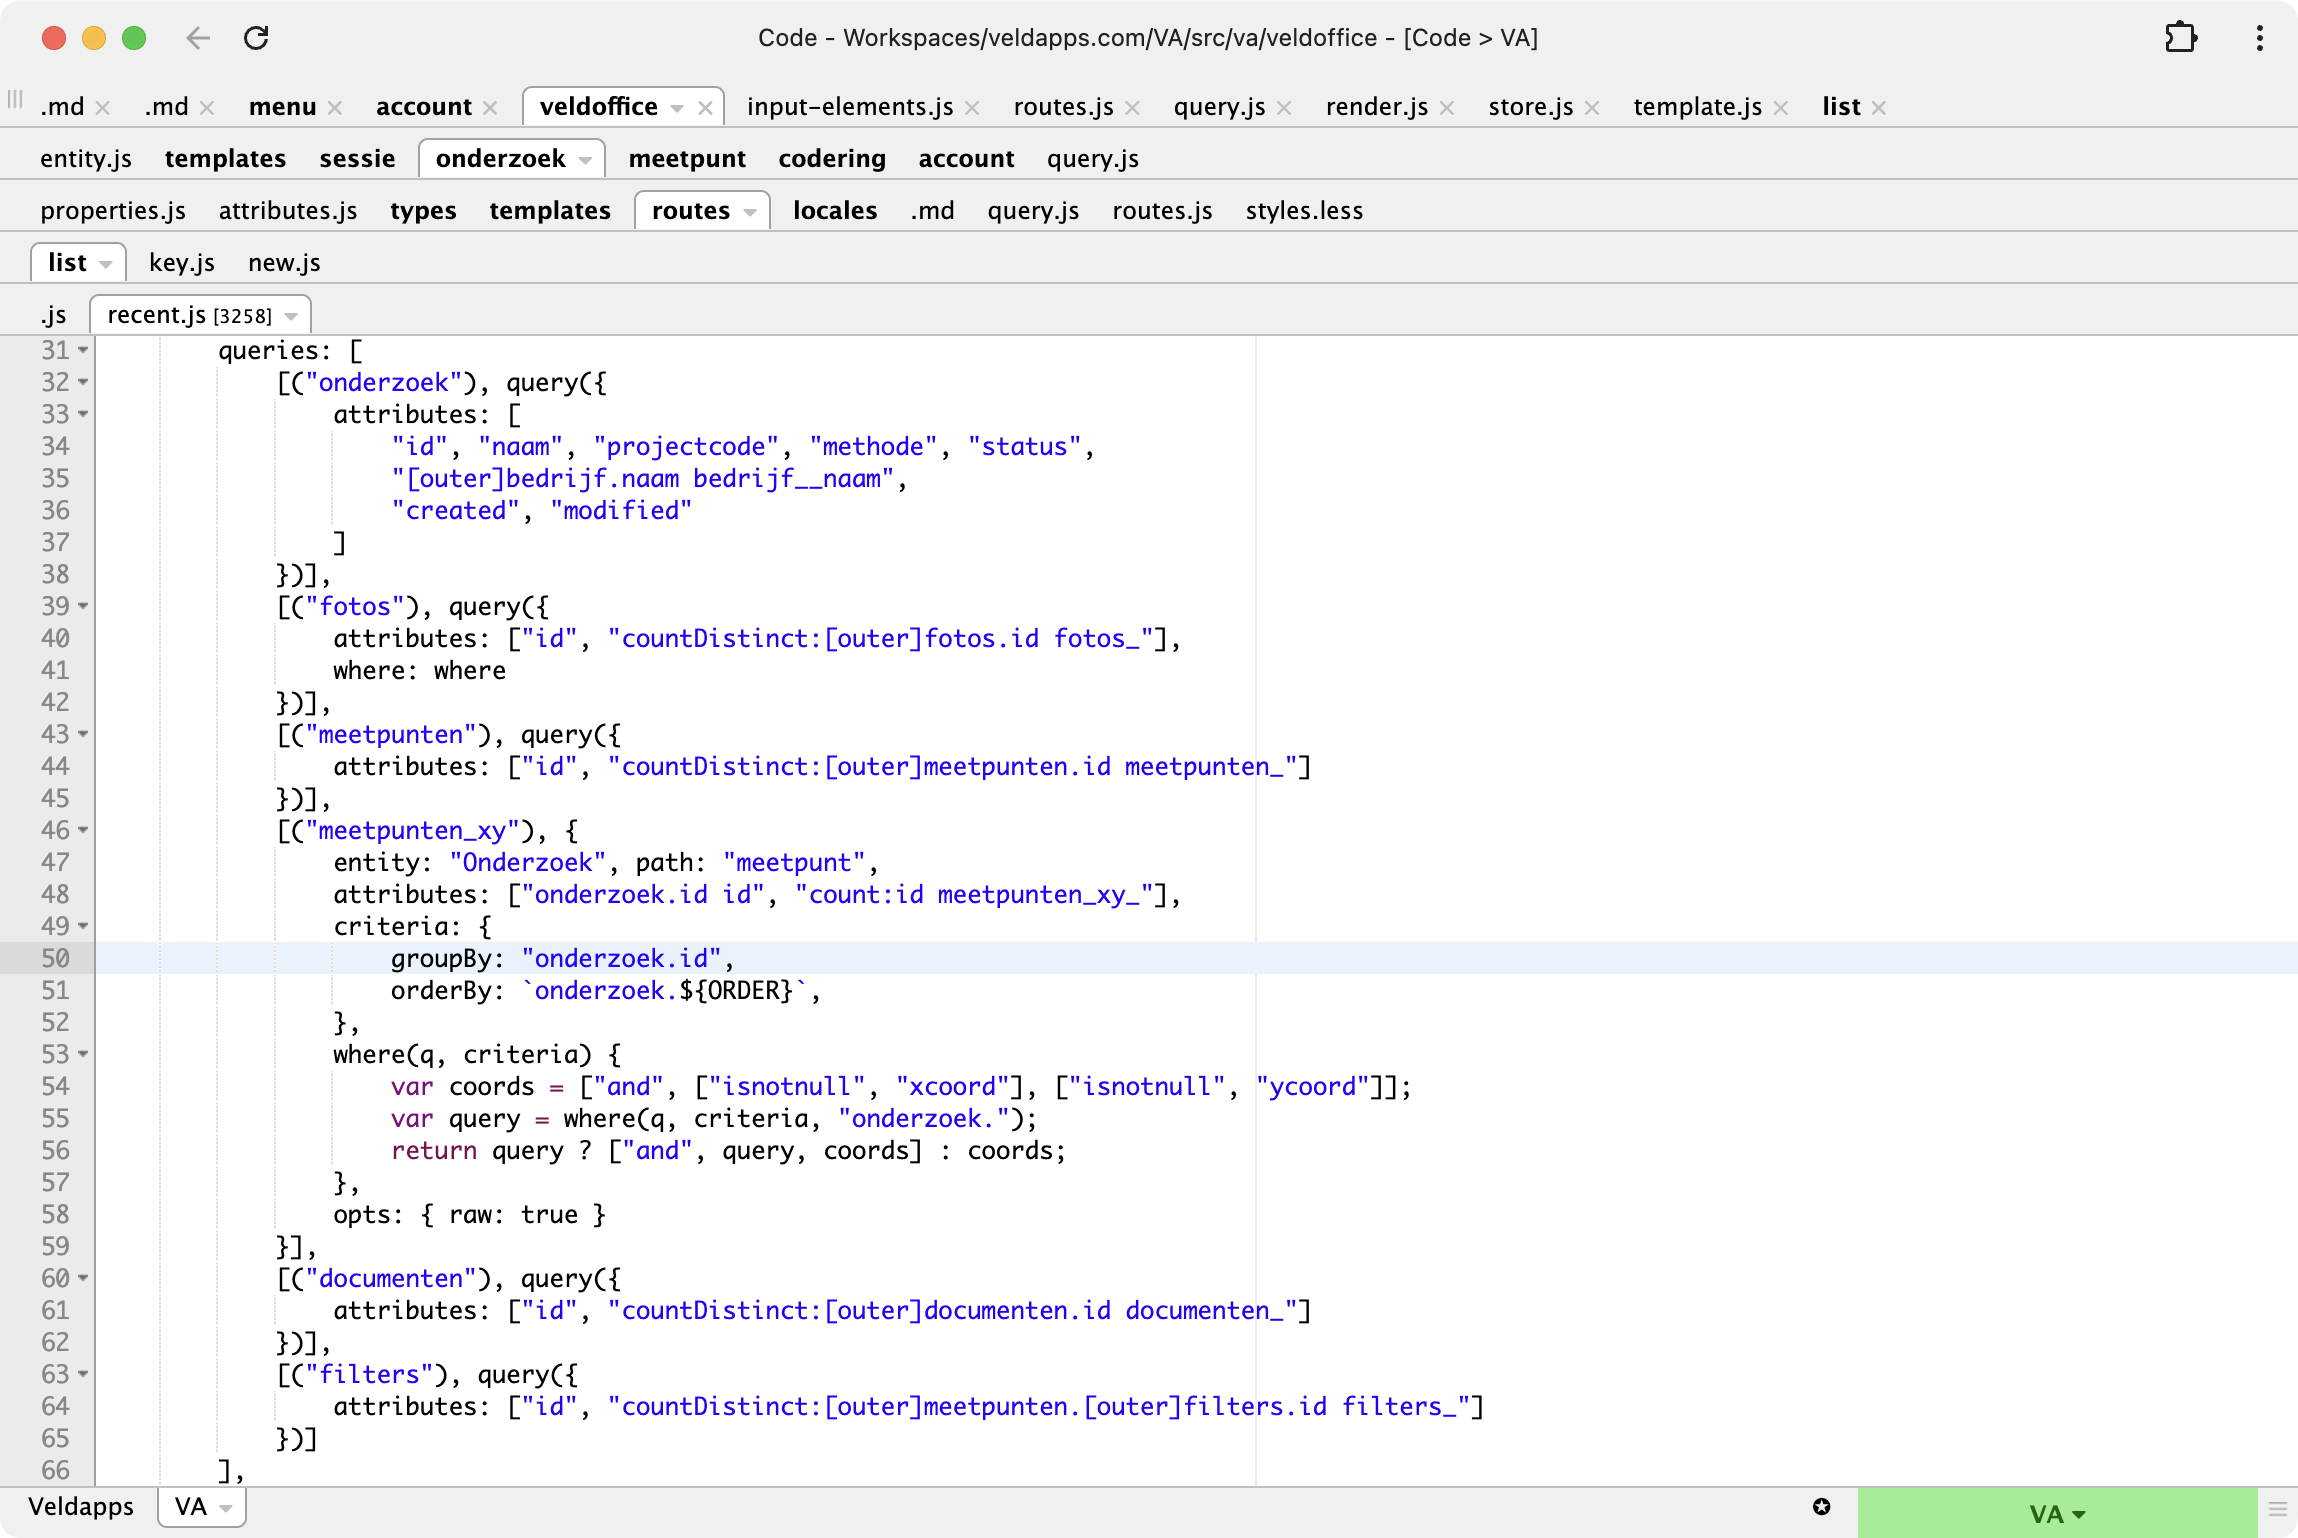 Code - Workspaces/veldapps.com/VA/src/va/veldoffice - [Code > VA]
.md .md menu account veldoffice input-elements.js routes.js query.js render.js store.js template.js list
entity.js templates sessie onderzoek meetpunt codering account query.js
properties.js attributes.js types templates routes locales .md query.js routes.js styles.less
list key.js new.js
.js recent.js [3258]
31 queries: [
32 [("onderzoek"), query({
33 attributes: [
34 "id", "naam", "projectcode", "methode", "status",
35 "[outer]bedrijf.naam bedrijf__naam",
36 "created", "modified"
37 ]
38 })],
39 [("fotos"), query({
40 attributes: ["id", "countDistinct:[outer]fotos.id fotos_"],
41 where: where
42 })],
43 [("meetpunten"), query({
44 attributes: ["id", "countDistinct:[outer]meetpunten.id meetpunten_"]
45 })],
46 [("meetpunten_xy"), {
47 entity: "Onderzoek", path: "meetpunt",
48 attributes: ["onderzoek.id id", "count:id meetpunten_xy_"],
49 criteria: {
50 groupBy: "onderzoek.id",
51 orderBy: `onderzoek.${ORDER}`,
52 },
53 where(q, criteria) {
54 var coords = ["and", ["isnotnull", "xcoord"], ["isnotnull", "ycoord"]];
55 var query = where(q, criteria, "onderzoek.");
56 return query ? ["and", query, coords] : coords;
57 },
58 opts: { raw: true }
59 }],
60 [("documenten"), query({
61 attributes: ["id", "countDistinct:[outer]documenten.id documenten_"]
62 })],
63 [("filters"), query({
64 attributes: ["id", "countDistinct:[outer]meetpunten.[outer]filters.id filters_"]
65 })]
66 ],
Veldapps VA VA